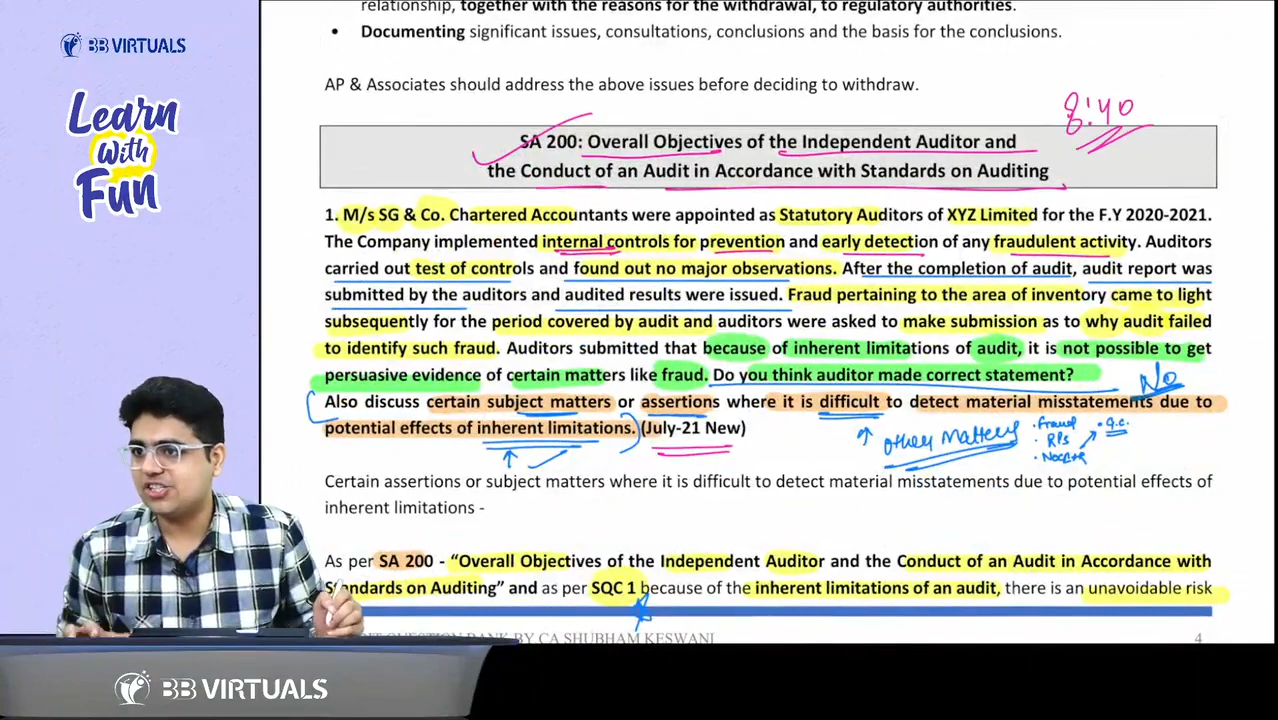 BB VIRTUALS
Learn
with
Fun
relationship, together with the reasons for the withdrawal, to regulatory authorities.
• Documenting significant issues, consultations, conclusions and the basis for the conclusions.
AP & Associates should address the above issues before deciding to withdraw.
8:40
SA 200: Overall Objectives of the Independent Auditor and
the Conduct of an Audit in Accordance with Standards on Auditing
1. M/s SG & Co. Chartered Accountants were appointed as Statutory Auditors of XYZ Limited for the F.Y 2020-2021.
The Company implemented internal controls for prevention and early detection of any fraudulent activity. Auditors
carried out test of controls and found out no major observations. After the completion of audit, audit report was
submitted by the auditors and audited results were issued. Fraud pertaining to the area of inventory came to light
subsequently for the period covered by audit and auditors were asked to make submission as to why audit failed
to identify such fraud. Auditors submitted that because of inherent limitations of audit, it is not possible to get
persuasive evidence of certain matters like fraud. Do you think auditor made correct statement?
No
Also discuss certain subject matters or assertions where it is difficult to detect material misstatements due to
potential effects of inherent limitations. (July-21 New)
other Matters
• Fraud
• RPs
Certain assertions or subject matters where it is difficult to detect material misstatements due to potential effects of
inherent limitations -
As per SA 200 - “Overall Objectives of the Independent Auditor and the Conduct of an Audit in Accordance with
Standards on Auditing” and as per SQC 1 because of the inherent limitations of an audit, there is an unavoidable risk
QUESTION BANK BY CA SHUBHAM KESWANI
4
BB VIRTUALS